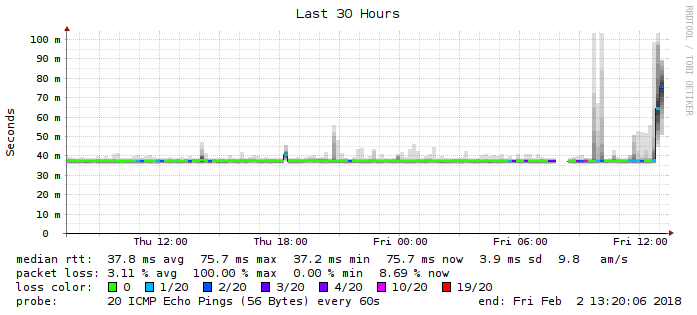 Last 30 Hours
RRDTOOL / TOBI OETIKER
Seconds
100 m
90 m
80 m
70 m
60 m
50 m
40 m
30 m
20 m
10 m
0
Thu 12:00 Thu 18:00 Fri 00:00 Fri 06:00 Fri 12:00
median rtt: 37.8 ms avg 75.7 ms max 37.2 ms min 75.7 ms now 3.9 ms sd 9.8 am/s
packet loss: 3.11 % avg 100.00 % max 0.00 % min 8.69 % now
loss color: 0 1/20 2/20 3/20 4/20 10/20 19/20
probe: 20 ICMP Echo Pings (56 Bytes) every 60s end: Fri Feb 2 13:20:06 2018